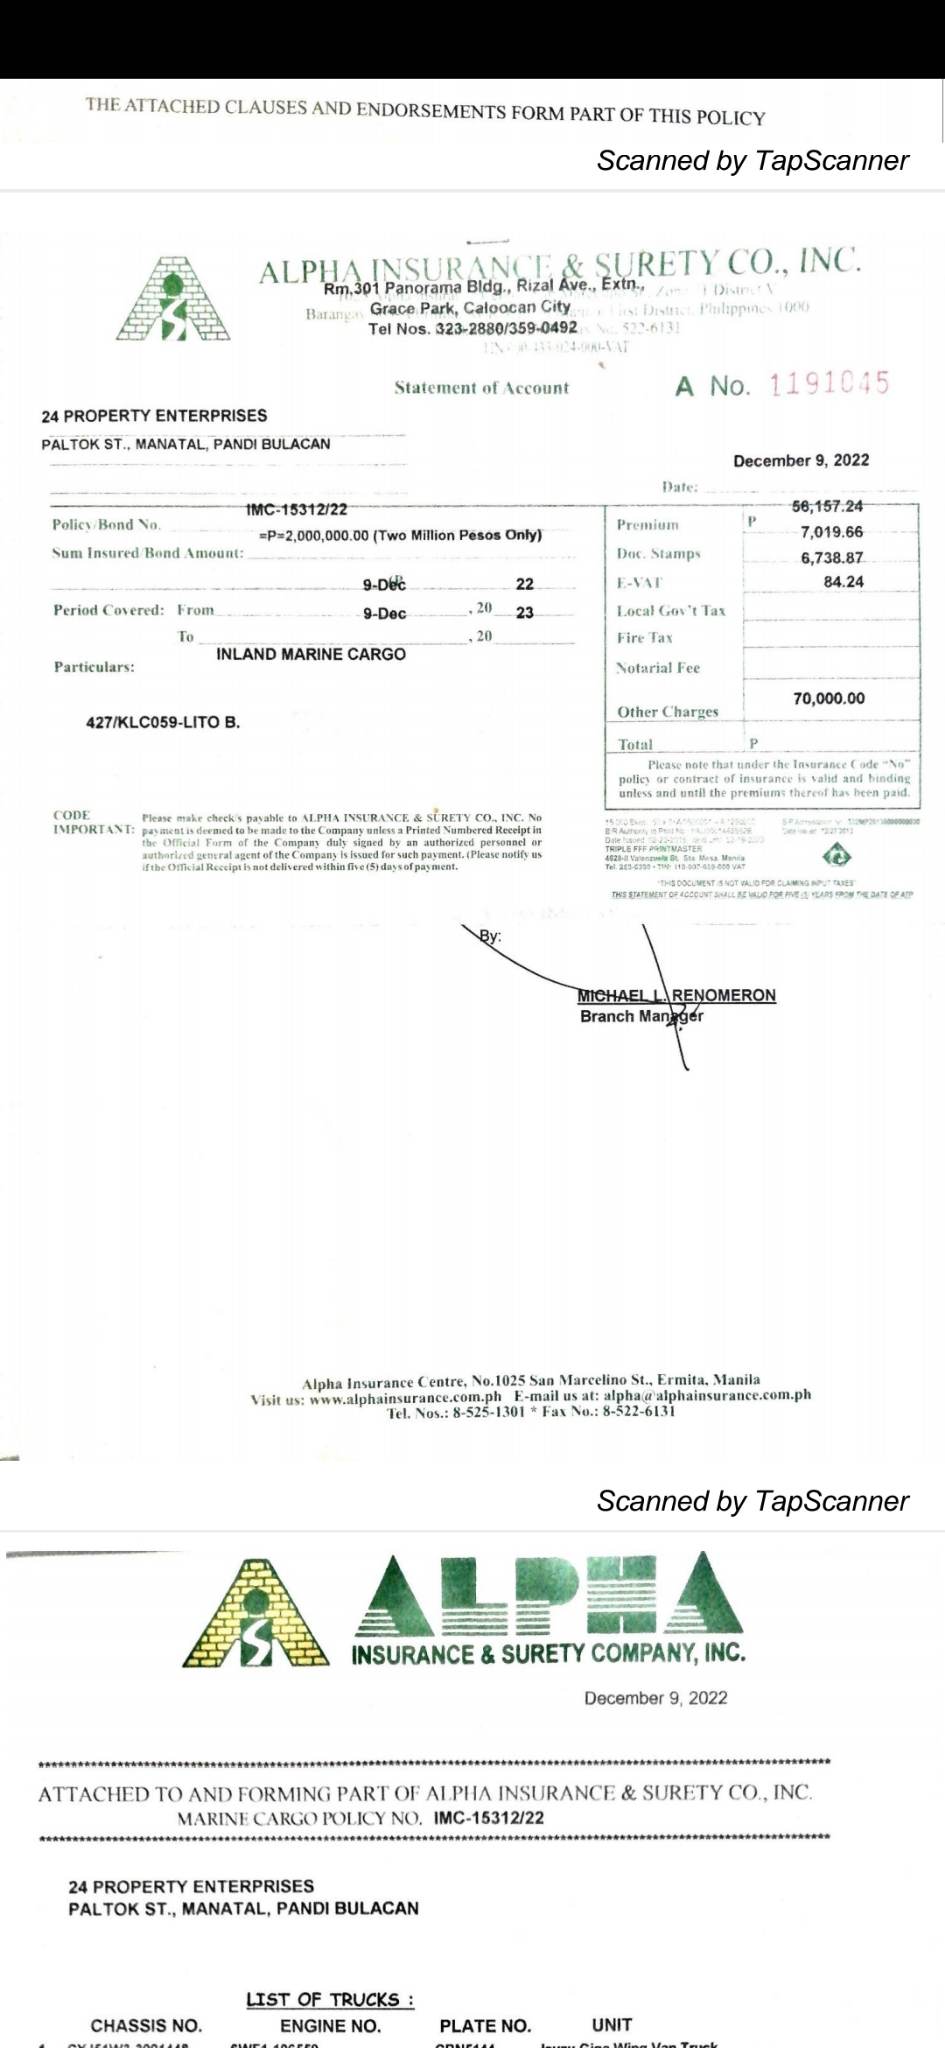 THE ATTACHED CLAUSES AND ENDORSEMENTS FORM PART OF THIS POLICY
Scanned by TapScanner
ALPHA INSURANCE & SURETY CO., INC.
Rm,301 Panorama Bldg., Rizal Ave., Extn.,
Grace Park, Caloocan City
First District, Philippines 1000
Tel Nos. 323-2880/359-0492
522-6131
Statement of Account
A No. 1191045
24 PROPERTY ENTERPRISES
PALTOK ST., MANATAL, PANDI BULACAN
December 9, 2022
Date:
Policy/Bond No. IMC-15312/22
Sum Insured/Bond Amount: =P=2,000,000.00 (Two Million Pesos Only)
9-Dec 22
Period Covered: From 9-Dec , 20 23
To , 20
Particulars: INLAND MARINE CARGO
427/KLC059-LITO B.
56,157.24
Premium P 7,019.66
Doc. Stamps 6,738.87
E-VAT 84.24
Local Gov't Tax
Fire Tax
Notarial Fee
70,000.00
Other Charges
Total P
Please note that under the Insurance Code "No"
policy or contract of insurance is valid and binding
unless and until the premiums thereof has been paid.
CODE
IMPORTANT: Please make check/s payable to ALPHA INSURANCE & SURETY CO., INC. No
payment is deemed to be made to the Company unless a Printed Numbered Receipt in
the Official Form of the Company duly signed by an authorized personnel or
authorized general agent of the Company is issued for such payment. (Please notify us
if the Official Receipt is not delivered within five (5) days of payment.
TRIPLE FFF PRINTMASTER
4628-B Valenzuela St. Sta. Mesa, Manila
"THIS DOCUMENT IS NOT VALID FOR CLAIMING INPUT TAXES"
THIS STATEMENT OF ACCOUNT SHALL BE VALID FOR FIVE (5) YEARS FROM THE DATE OF ATP
By:
MICHAEL L. RENOMERON
Branch Manager
Alpha Insurance Centre, No.1025 San Marcelino St., Ermita, Manila
Visit us: www.alphainsurance.com.ph E-mail us at: alpha@alphainsurance.com.ph
Tel. Nos.: 8-525-1301 * Fax No.: 8-522-6131
Scanned by TapScanner
ALPHA
INSURANCE & SURETY COMPANY, INC.
December 9, 2022
ATTACHED TO AND FORMING PART OF ALPHA INSURANCE & SURETY CO., INC.
MARINE CARGO POLICY NO. IMC-15312/22
24 PROPERTY ENTERPRISES
PALTOK ST., MANATAL, PANDI BULACAN
LIST OF TRUCKS :
CHASSIS NO. ENGINE NO. PLATE NO. UNIT